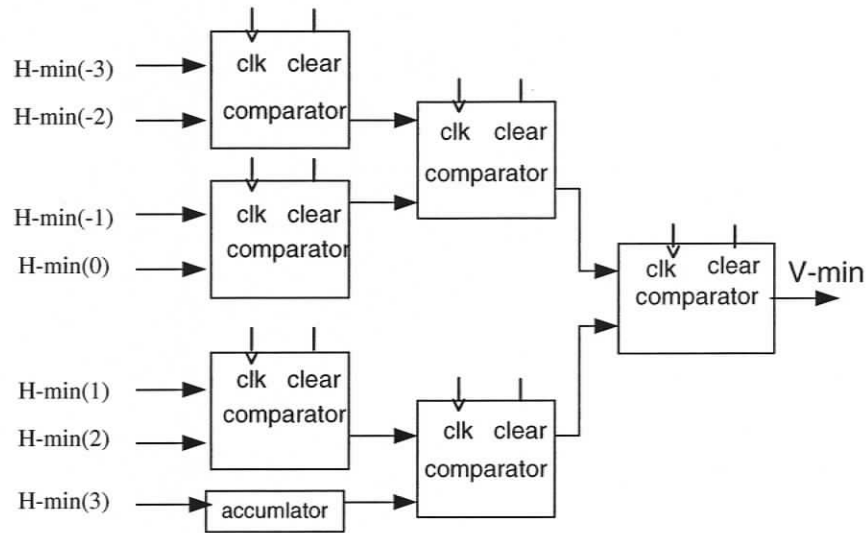 H-min(-3)
H-min(-2)
clk clear
comparator
H-min(-1)
H-min(0)
clk clear
comparator
clk clear
comparator
H-min(1)
H-min(2)
clk clear
comparator
H-min(3)
accumlator
clk clear
comparator
clk clear
comparator
V-min